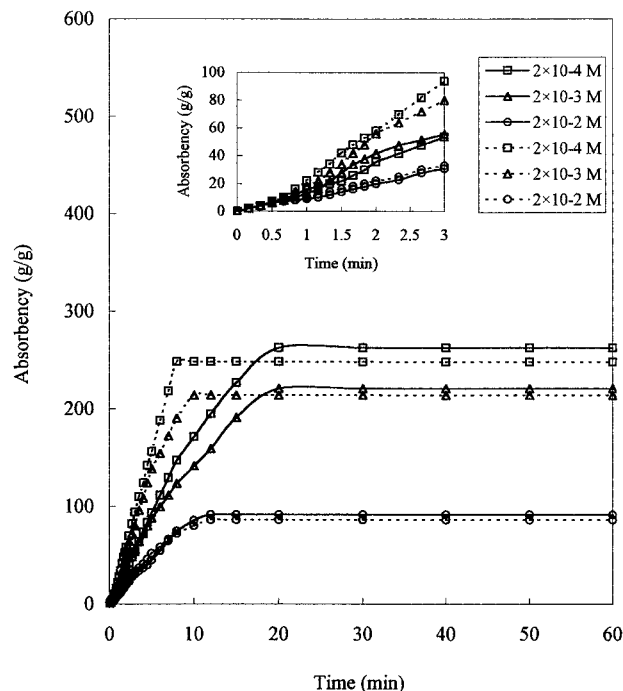 600
500
400
300
200
100
0
Absorbency (g/g)
0 10 20 30 40 50 60
Time (min)
100
80
60
40
20
0
Absorbency (g/g)
0 0.5 1 1.5 2 2.5 3
Time (min)
2×10-4 M
2×10-3 M
2×10-2 M
2×10-4 M
2×10-3 M
2×10-2 M